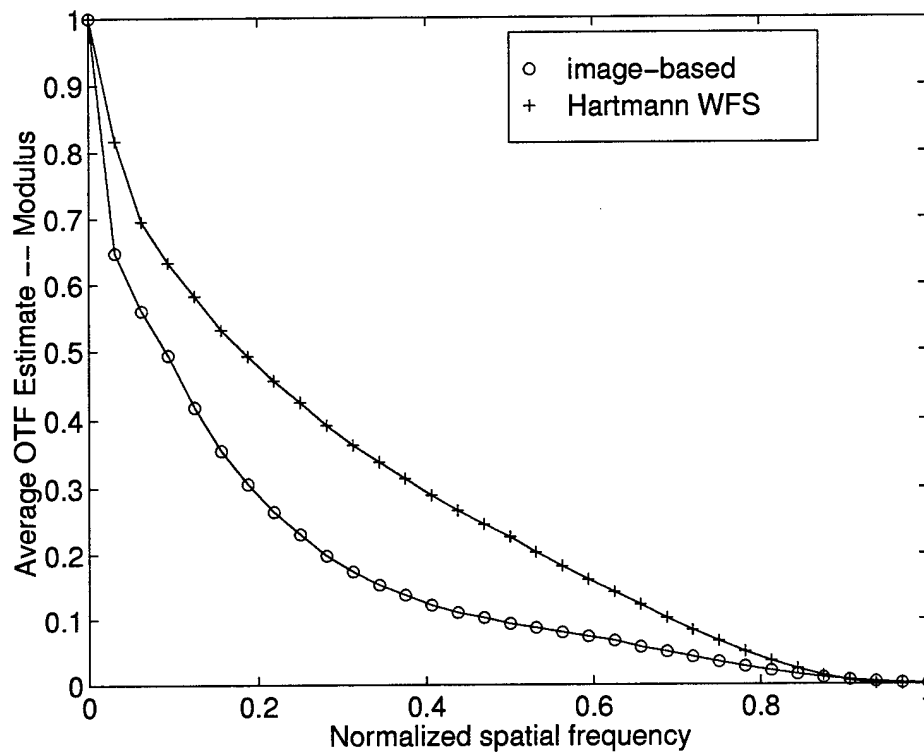 1
0.9
0.8
0.7
0.6
0.5
0.4
0.3
0.2
0.1
0
Average OTF Estimate -- Modulus
image-based
Hartmann WFS
0 0.2 0.4 0.6 0.8
Normalized spatial frequency